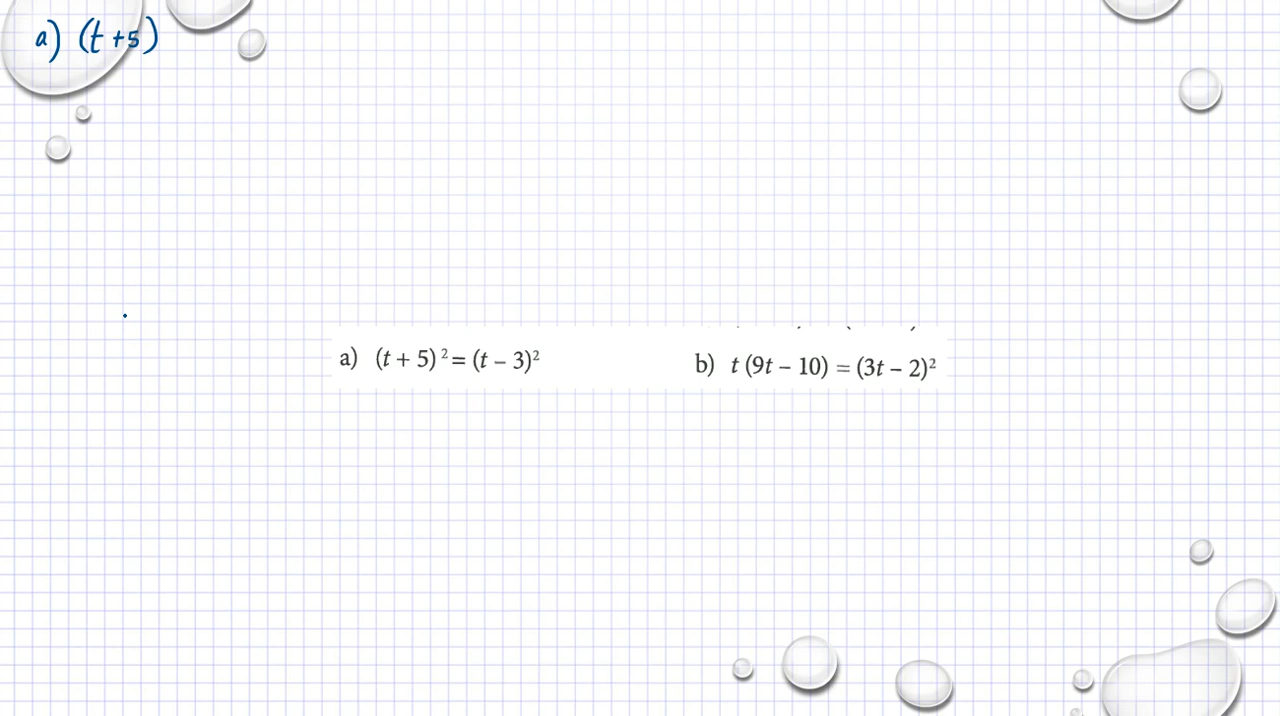 a) (t +5)
a) (t + 5)² = (t – 3)²
b) t (9t – 10) = (3t – 2)²